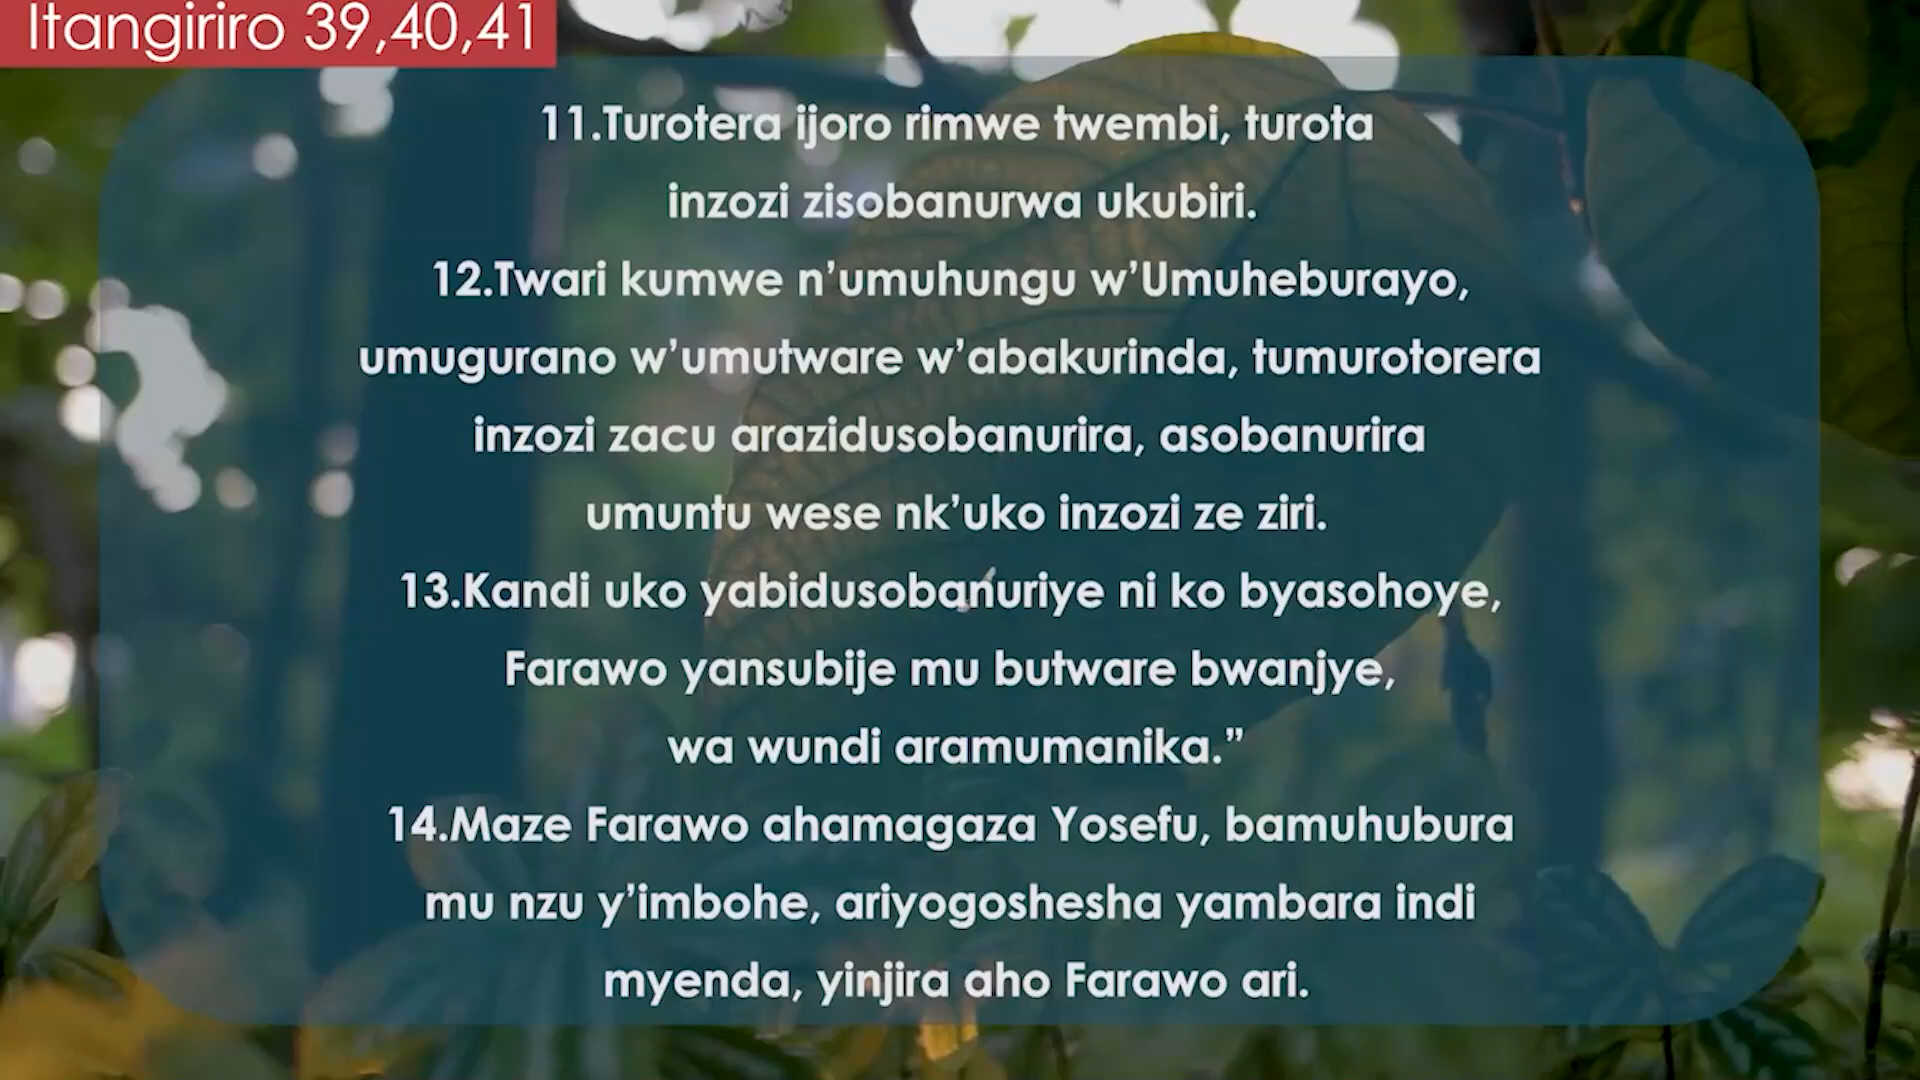 Itangiriro 39,40,41
11.Turotera ijoro rimwe twembi, turota
inzozi zisobanurwa ukubiri.
12.Twari kumwe n’umuhungu w’Umuheburayo,
umugurano w’umutware w’abakurinda, tumurotorera
inzozi zacu arazidusobanurira, asobanurira
umuntu wese nk’uko inzozi ze ziri.
13.Kandi uko yabidusobanuriye ni ko byasohoye,
Farawo yansubije mu butware bwanjye,
wa wundi aramumanika.”
14.Maze Farawo ahamagaza Yosefu, bamuhubura
mu nzu y’imbohe, ariyogoshesha yambara indi
myenda, yinjira aho Farawo ari.